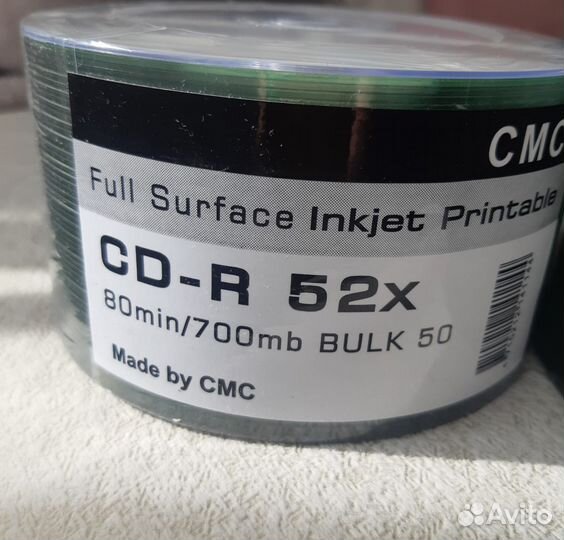 CMC
Full Surface Inkjet Printable
CD-R 52x
80min/700mb BULK 50
Made by CMC
Avito